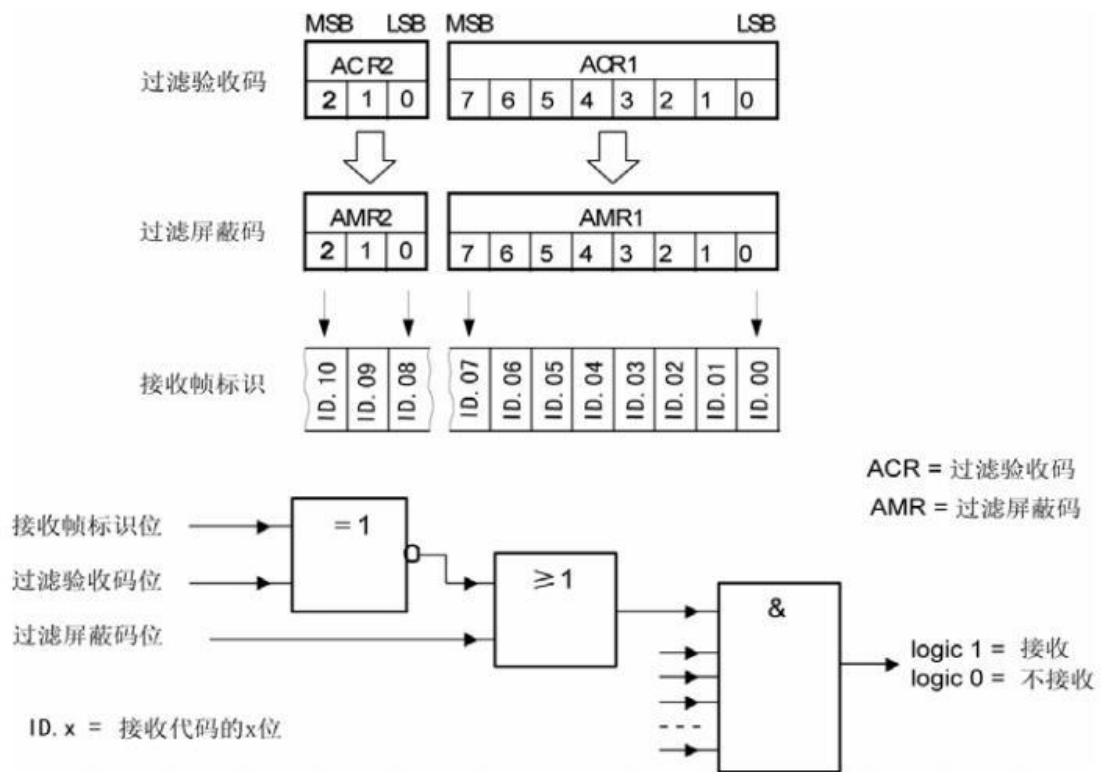 MSB LSB MSB LSB
过滤验收码 ACR2 ACR1
2 1 0 7 6 5 4 3 2 1 0
过滤屏蔽码 AMR2 AMR1
2 1 0 7 6 5 4 3 2 1 0
接收帧标识 ID. 10 ID. 09 ID. 08 ID. 07 ID. 06 ID. 05 ID. 04 ID. 03 ID. 02 ID. 01 ID. 00
ACR = 过滤验收码
AMR = 过滤屏蔽码
接收帧标识位 = 1
过滤验收码位 ≥1 &
过滤屏蔽码位
logic 1 = 接收
logic 0 = 不接收
ID. x = 接收代码的x位